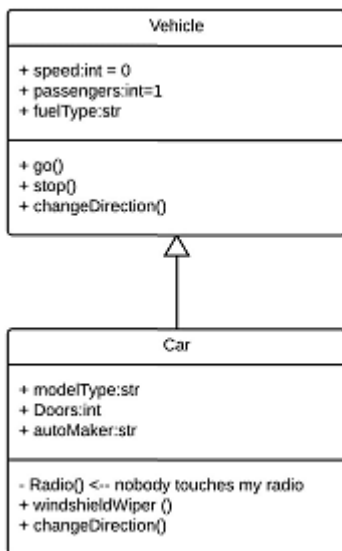 Vehicle
+ speed:int = 0
+ passengers:int=1
+ fuelType:str
+ go()
+ stop()
+ changeDirection()
Car
+ modelType:str
+ Doors:int
+ autoMaker:str
- Radio() <-- nobody touches my radio
+ windshieldWiper ()
+ changeDirection()